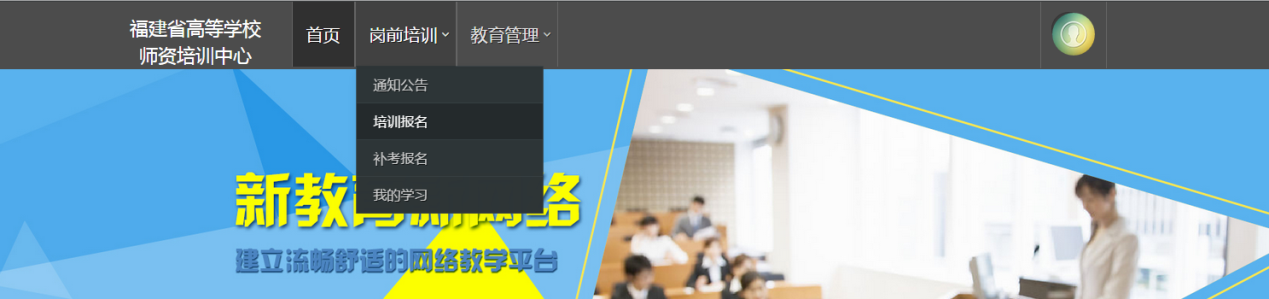 福建省高等学校
师资培训中心
首页
岗前培训
教育管理
通知公告
培训报名
补考报名
我的学习
新教
络
建立流畅舒适的网络教学平台